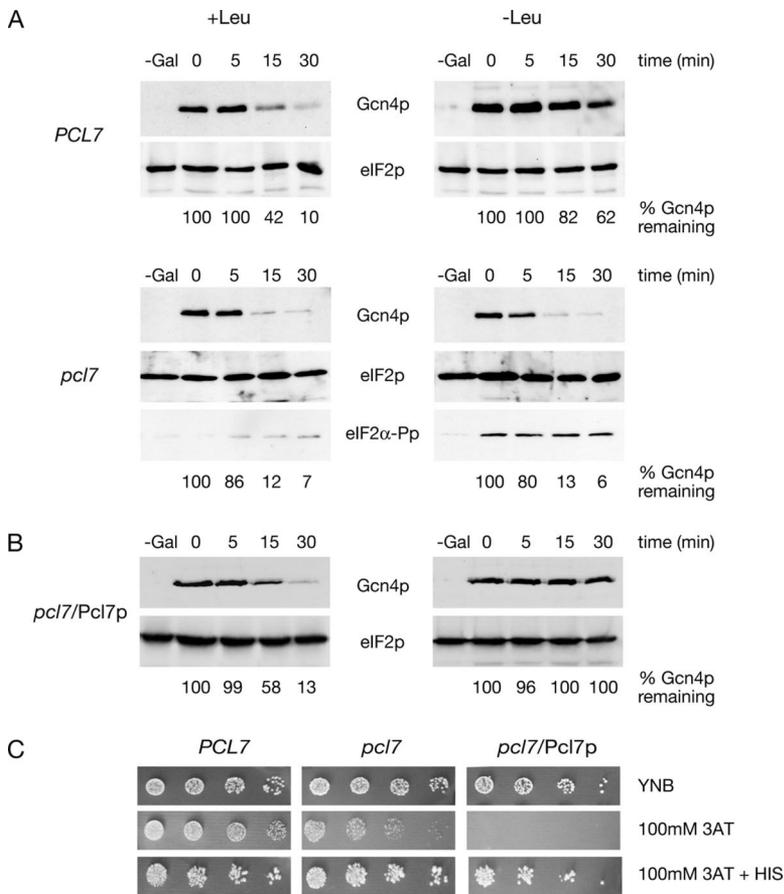 A
+Leu -Leu
-Gal 0 5 15 30 -Gal 0 5 15 30 time (min)
Gcn4p
PCL7
eIF2p
100 100 42 10 100 100 82 62 % Gcn4p
remaining
-Gal 0 5 15 30 -Gal 0 5 15 30 time (min)
Gcn4p
pcl7 eIF2p
eIF2α-Pp
100 86 12 7 100 80 13 6 % Gcn4p
remaining
B
-Gal 0 5 15 30 -Gal 0 5 15 30 time (min)
Gcn4p
pcl7/Pcl7p
eIF2p
100 99 58 13 100 96 100 100 % Gcn4p
remaining
C
PCL7 pcl7 pcl7/Pcl7p
YNB
100mM 3AT
100mM 3AT + HIS